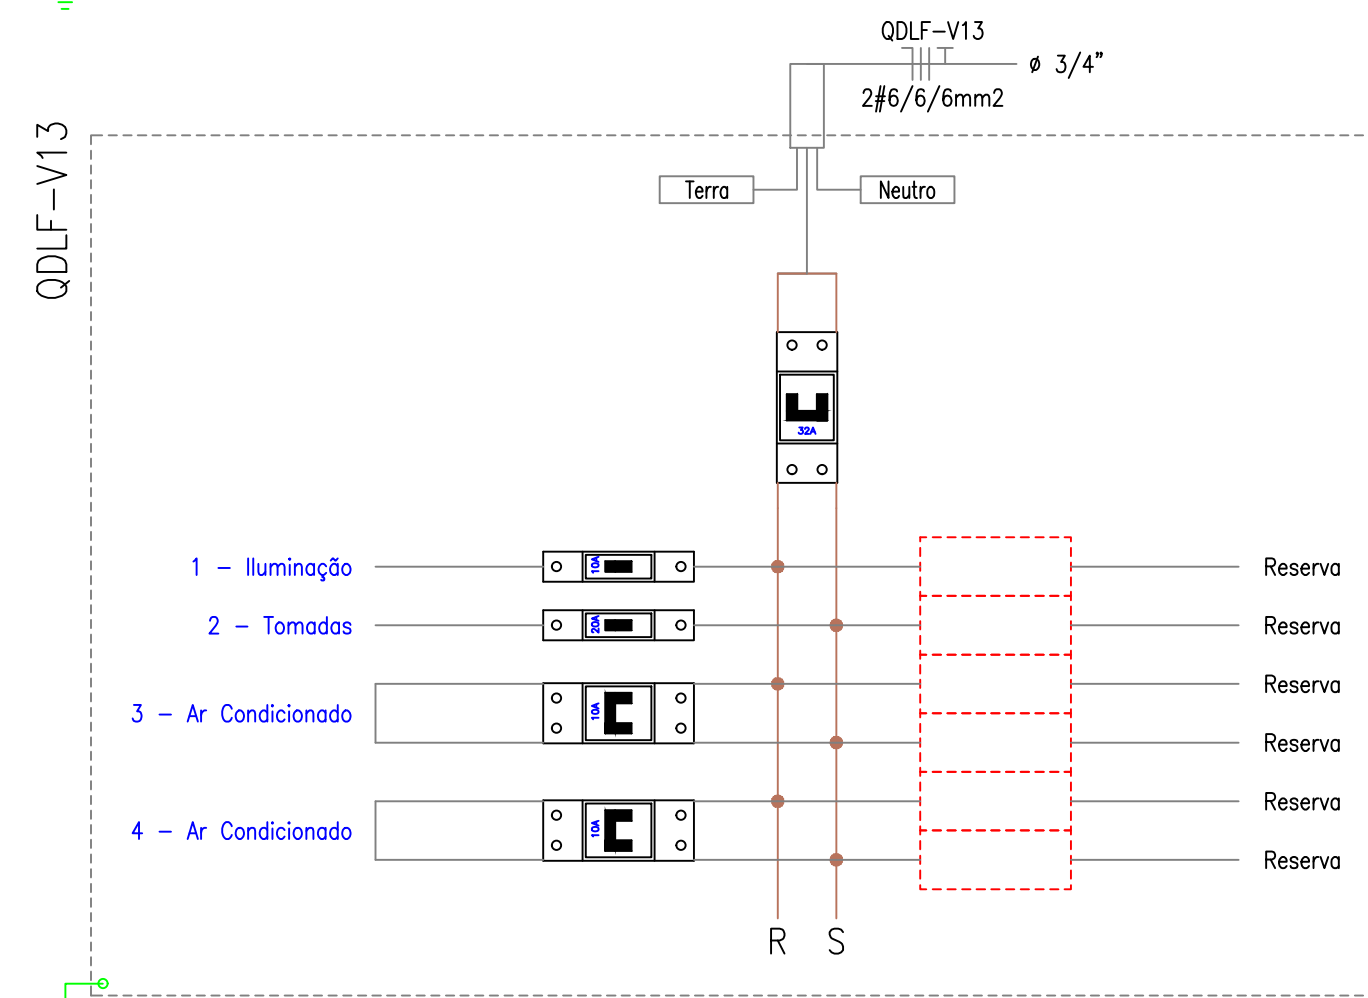 QDLF-V13
ø 3/4"
2#6/6/6mm2
QDLF-V13
Terra
Neutro
32A
1 - Iluminação
10A
Reserva
2 - Tomadas
20A
Reserva
Reserva
3 - Ar Condicionado
10A
Reserva
Reserva
4 - Ar Condicionado
10A
Reserva
R
S